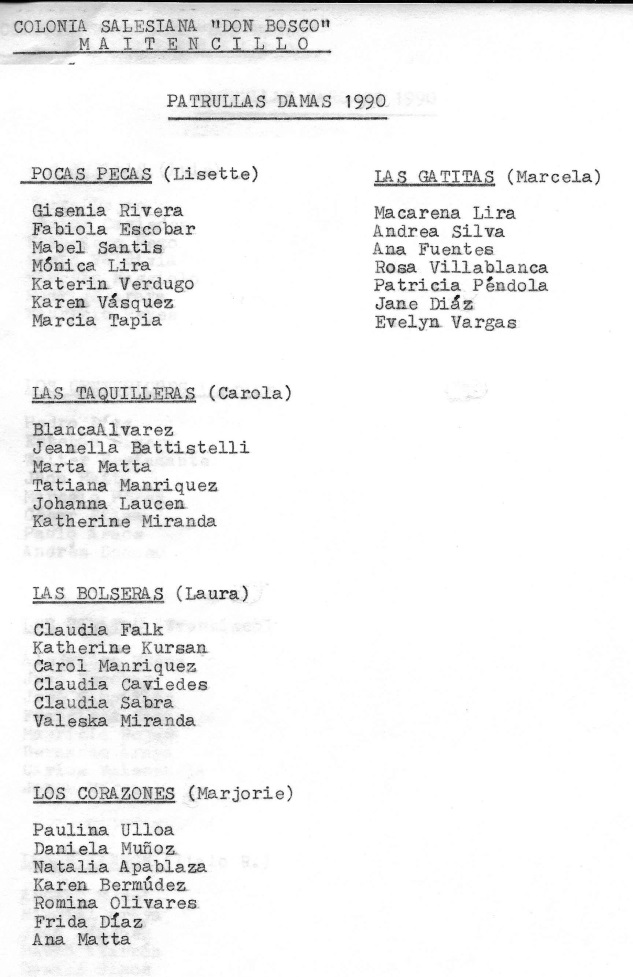 COLONIA SALESIANA "DON BOSCO"
M A I T E N C I L L O
PATRULLAS DAMAS 1990
POCAS PECAS (Lisette)
Gisenia Rivera
Fabiola Escobar
Mabel Santis
Mónica Lira
Katerin Verdugo
Karen Vásquez
Marcia Tapia
LAS GATITAS (Marcela)
Macarena Lira
Andrea Silva
Ana Fuentes
Rosa Villablanca
Patricia Péndola
Jane Diáz
Evelyn Vargas
LAS TAQUILLERAS (Carola)
BlancaAlvarez
Jeanella Battistelli
Marta Matta
Tatiana Manriquez
Johanna Laucen
Katherine Miranda
LAS BOLSERAS (Laura)
Claudia Falk
Katherine Kursan
Carol Manriquez
Claudia Caviedes
Claudia Sabra
Valeska Miranda
LOS CORAZONES (Marjorie)
Paulina Ulloa
Daniela Muñoz
Natalia Apablaza
Karen Bermúdez
Romina Olivares
Frida Díaz
Ana Matta